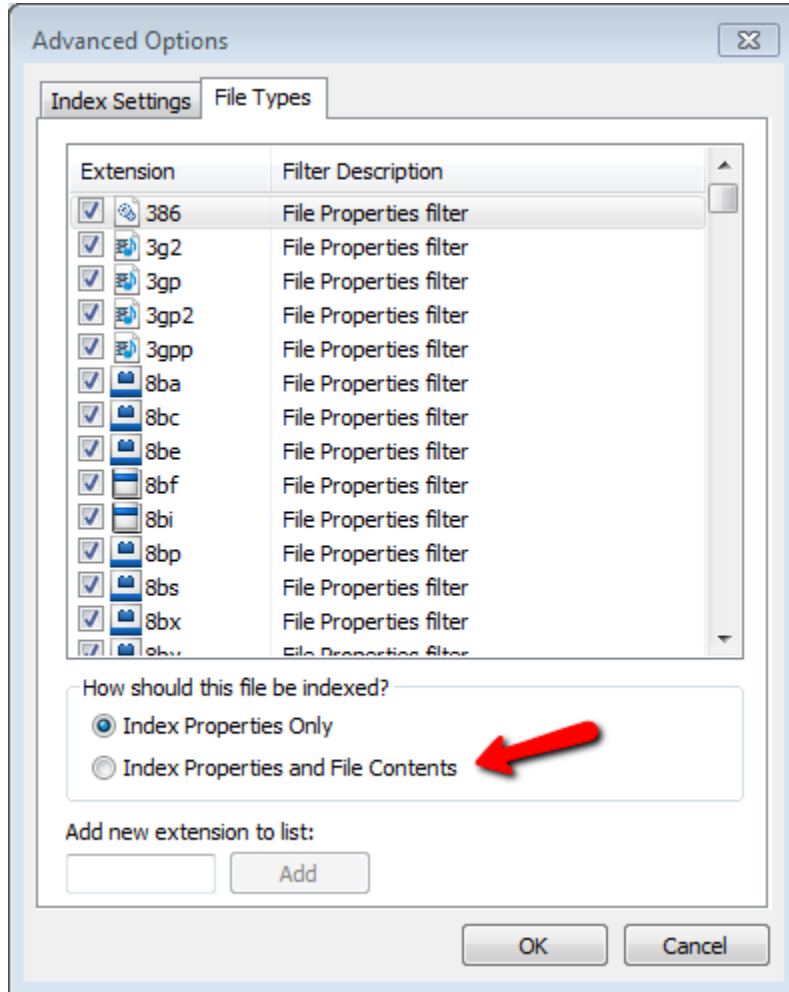 Advanced Options
Index Settings File Types
Extension Filter Description
386 File Properties filter
3g2 File Properties filter
3gp File Properties filter
3gp2 File Properties filter
3gpp File Properties filter
8ba File Properties filter
8bc File Properties filter
8be File Properties filter
8bf File Properties filter
8bi File Properties filter
8bp File Properties filter
8bs File Properties filter
8bx File Properties filter
File Properties filter
How should this file be indexed?
Index Properties Only
Index Properties and File Contents
Add new extension to list:
Add
OK Cancel